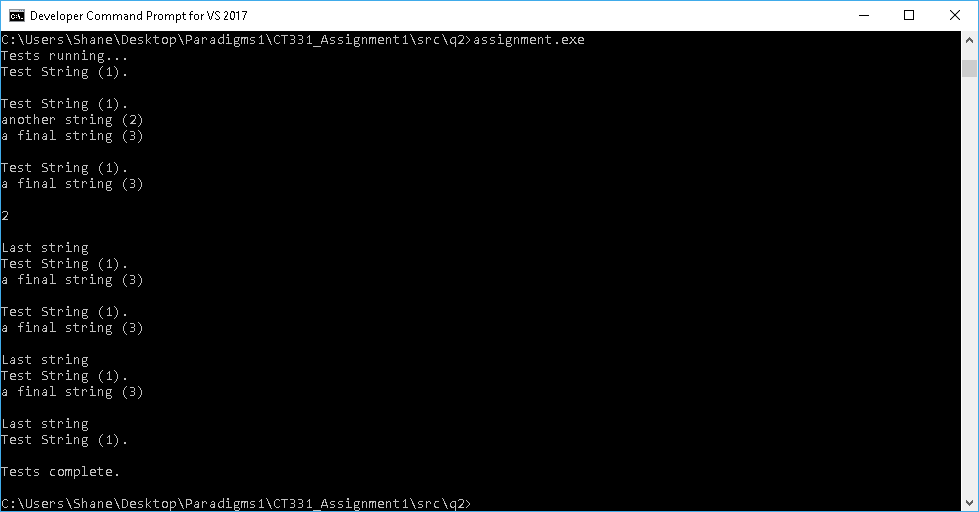 Developer Command Prompt for VS 2017
C:\Users\Shane\Desktop\Paradigms1\CT331_Assignment1\src\q2>assignment.exe
Tests running...
Test String (1).
Test String (1).
another string (2)
a final string (3)
Test String (1).
a final string (3)
2
Last string
Test String (1).
a final string (3)
Test String (1).
a final string (3)
Last string
Test String (1).
a final string (3)
Last string
Test String (1).
Tests complete.
C:\Users\Shane\Desktop\Paradigms1\CT331_Assignment1\src\q2>